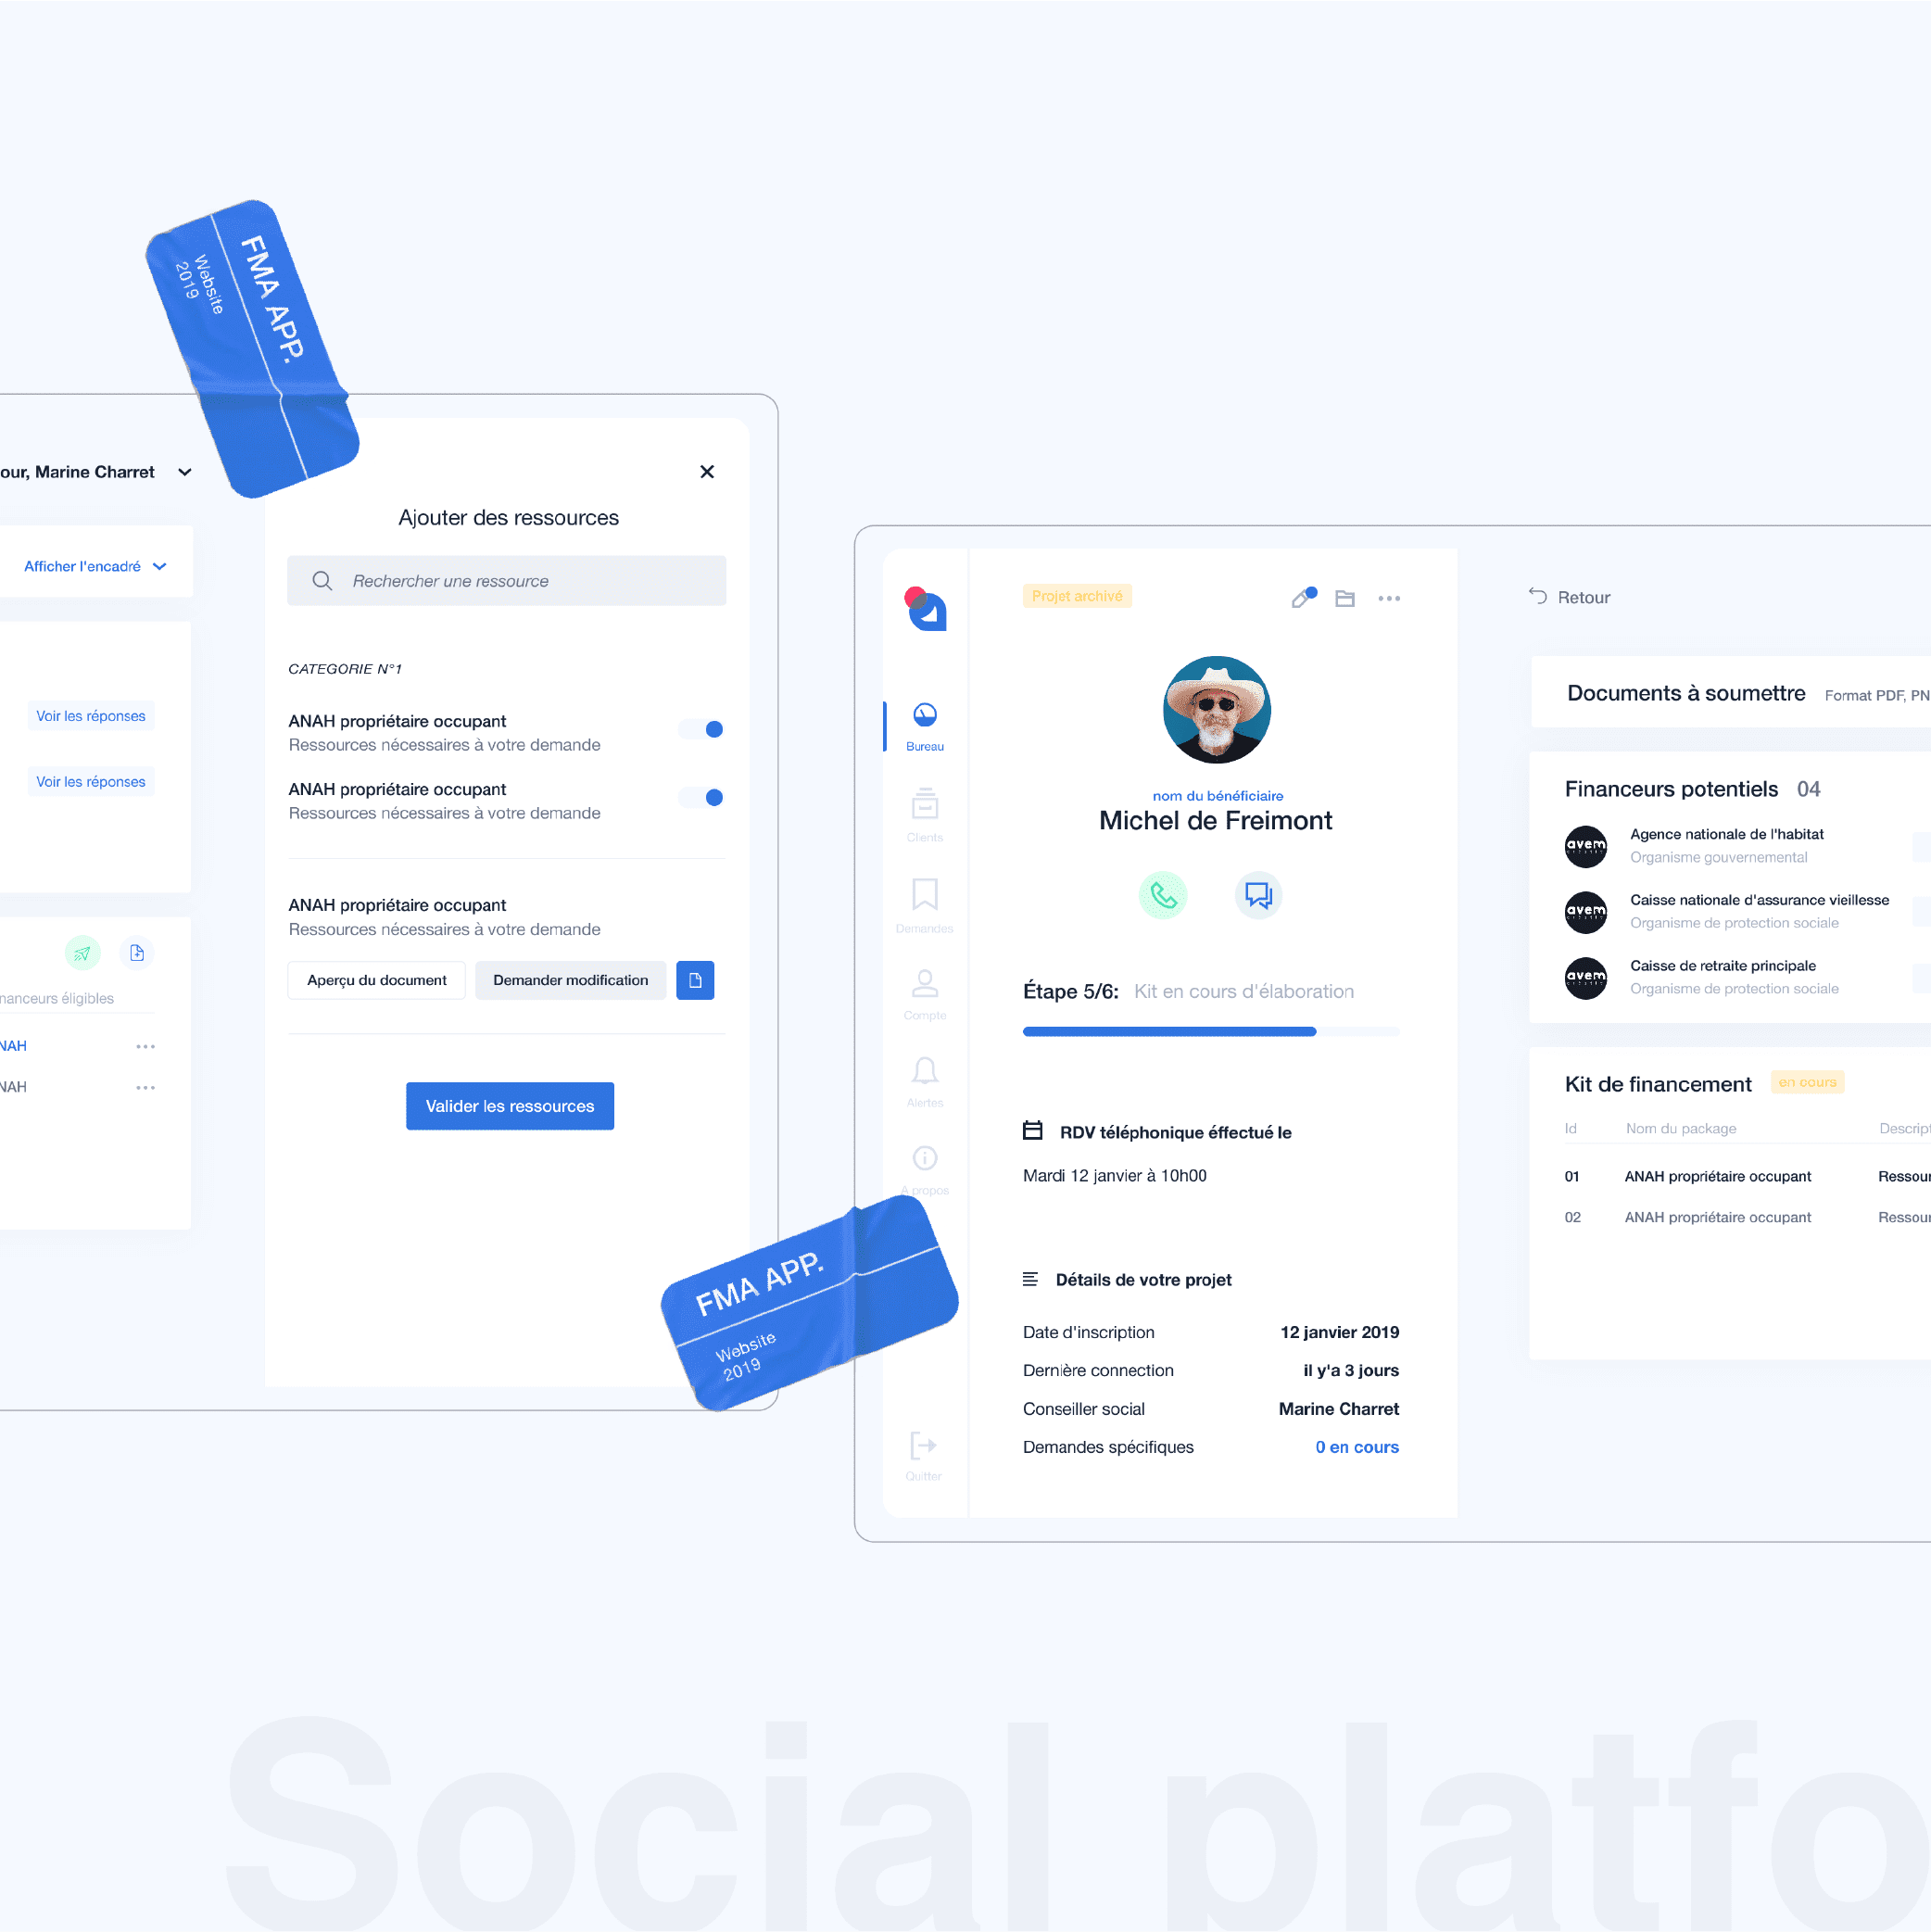 FMA APP.
Website
2019
our, Marine Charret
Afficher l'encadré
Voir les réponses
Voir les réponses
nanceurs éligibles
NAH
NAH
Ajouter des ressources
Rechercher une ressource
CATEGORIE N°1
ANAH propriétaire occupant
Ressources nécessaires à votre demande
ANAH propriétaire occupant
Ressources nécessaires à votre demande
ANAH propriétaire occupant
Ressources nécessaires à votre demande
Aperçu du document
Demander modification
Valider les ressources
FMA APP.
Website
2019
Bureau
Clients
Demandes
Compte
Alertes
A propos
Quitter
Projet archivé
nom du bénéficiaire
Michel de Freimont
Étape 5/6: Kit en cours d'élaboration
RDV téléphonique éffectué le
Mardi 12 janvier à 10h00
Détails de votre projet
Date d'inscription 12 janvier 2019
Dernière connection il y'a 3 jours
Conseiller social Marine Charret
Demandes spécifiques 0 en cours
Retour
Documents à soumettre Format PDF, PN
Financeurs potentiels 04
avem
Agence nationale de l'habitat
Organisme gouvernemental
avem
Caisse nationale d'assurance vieillesse
Organisme de protection sociale
avem
Caisse de retraite principale
Organisme de protection sociale
Kit de financement en cours
Id Nom du package Descript
01 ANAH propriétaire occupant Ressour
02 ANAH propriétaire occupant Ressour
Social platfo